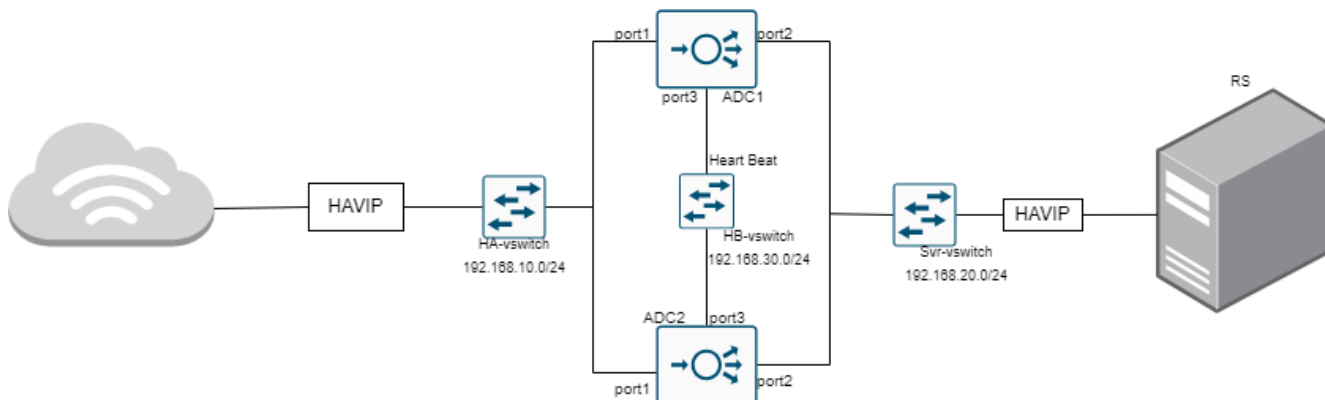 port1
port2
port3
ADC1
RS
Heart Beat
HAVIP
HA-vswitch
192.168.10.0/24
HB-vswitch
192.168.30.0/24
Svr-vswitch
192.168.20.0/24
HAVIP
ADC2
port3
port1
port2